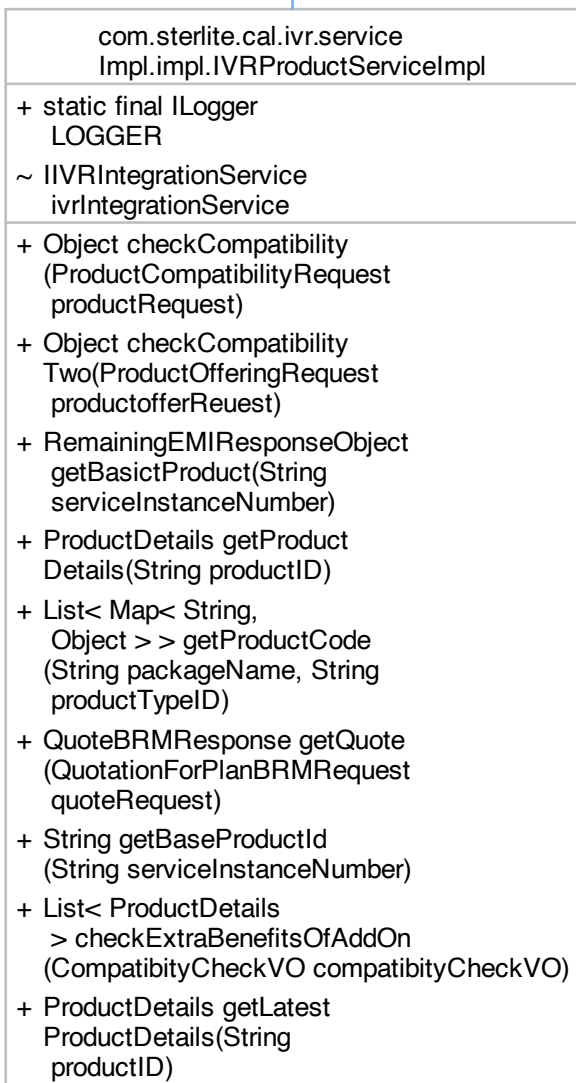 com.sterlite.cal.ivr.service
Impl.impl.IVRProductServiceImpl
+ static final ILogger
LOGGER
~ IIVRIntegrationService
ivrIntegrationService
+ Object checkCompatibility
(ProductCompatibilityRequest
productRequest)
+ Object checkCompatibility
Two(ProductOfferingRequest
productofferReuest)
+ RemainingEMIResponseObject
getBasictProduct(String
serviceInstanceNumber)
+ ProductDetails getProduct
Details(String productID)
+ List< Map< String,
Object > > getProductCode
(String packageName, String
productTypeID)
+ QuoteBRMResponse getQuote
(QuotationForPlanBRMRequest
quoteRequest)
+ String getBaseProductId
(String serviceInstanceNumber)
+ List< ProductDetails
> checkExtraBenefitsOfAddOn
(CompatibityCheckVO compatibityCheckVO)
+ ProductDetails getLatest
ProductDetails(String
productID)